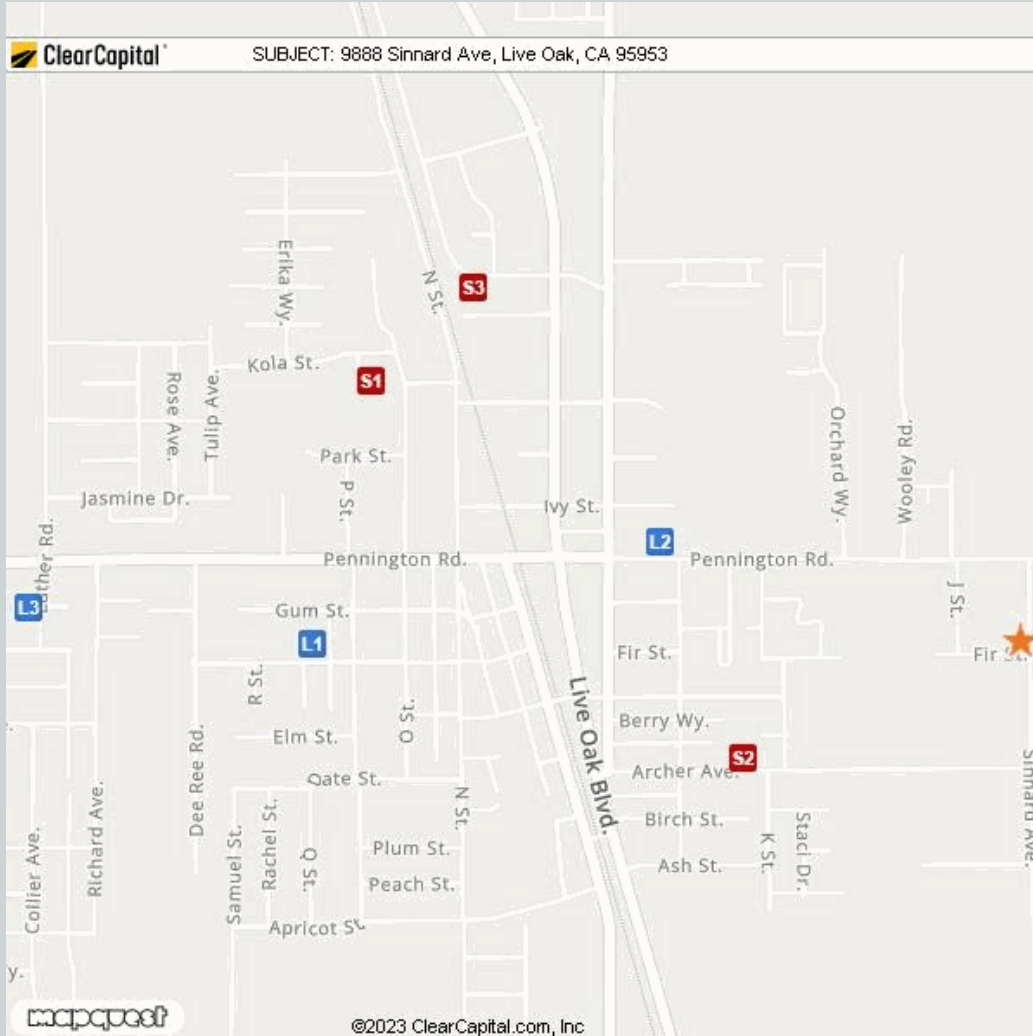 ClearCapital
SUBJECT: 9888 Sinnard Ave, Live Oak, CA 95953
Erika Wy.
N St.
S3
Kola St.
S1
Rose Ave.
Tulip Ave.
Park St.
Orchard Wy.
Wooley Rd.
Jasmine Dr.
P St.
Ivy St.
L2
Pennington Rd.
Pennington Rd.
L3
Gum St.
J St.
L1
Fir St.
Fir St.
R St.
Live Oak Blvd.
O St.
Berry Wy.
Elm St.
Dee Ree Rd.
S2
Archer Ave.
Oate St.
Sinnard Ave.
N St.
Birch St.
Collier Ave.
Richard Ave.
Samuel St.
Rachel St.
Q St.
Plum St.
K St.
Staci Dr.
Ash St.
Peach St.
Apricot St
y.
mapquest
©2023 ClearCapital.com, Inc